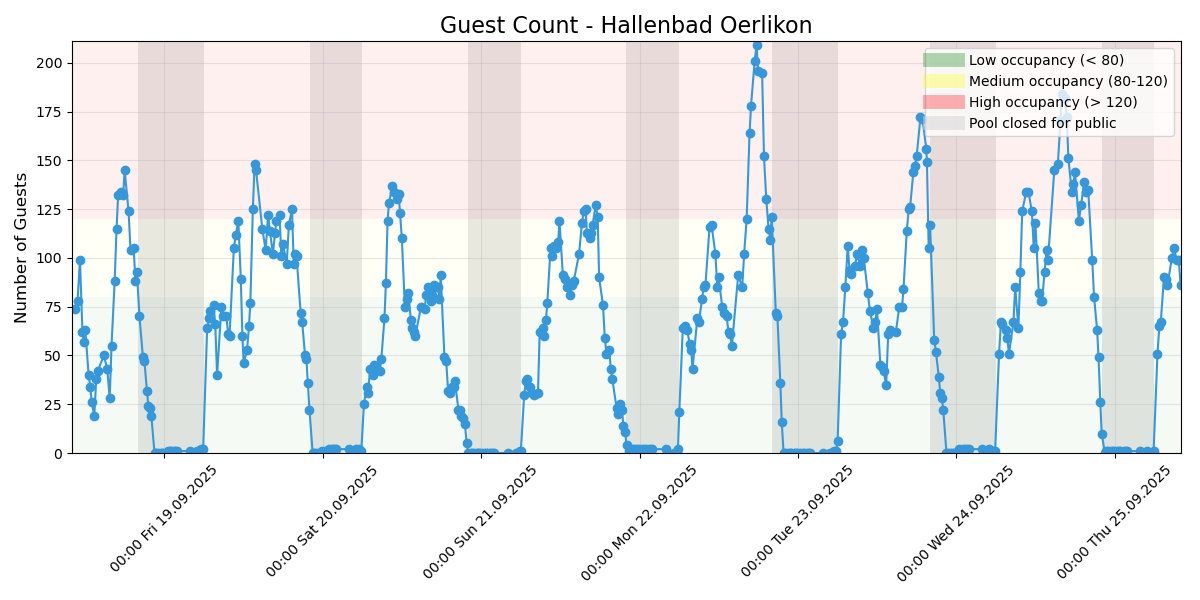 Guest Count - Hallenbad Oerlikon
Number of Guests
200
175
150
125
100
75
50
25
0
Low occupancy (< 80)
Medium occupancy (80-120)
High occupancy (> 120)
Pool closed for public
00:00 Fri 19.09.2025
00:00 Sat 20.09.2025
00:00 Sun 21.09.2025
00:00 Mon 22.09.2025
00:00 Tue 23.09.2025
00:00 Wed 24.09.2025
00:00 Thu 25.09.2025